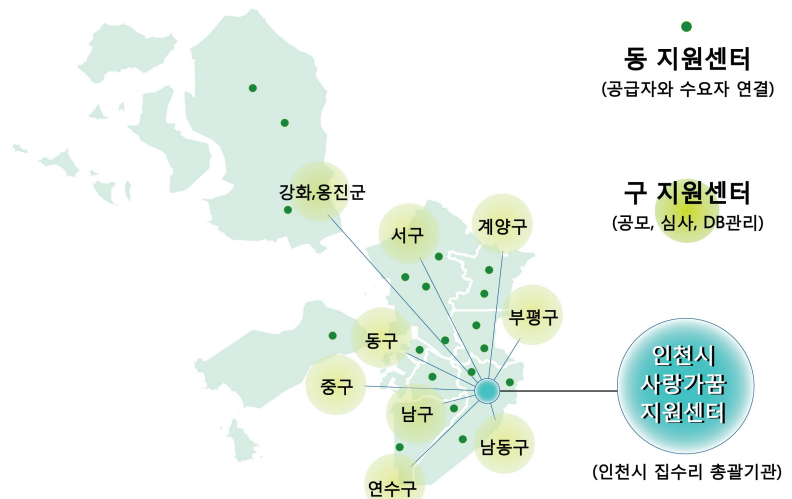 동 지원센터
(공급자와 수요자 연결)
구 지원센터
(공모, 심사, DB관리)
강화,옹진군
서구
계양구
부평구
동구
중구
남구
남동구
연수구
인천시
사랑가꿈
지원센터
(인천시 집수리 총괄기관)